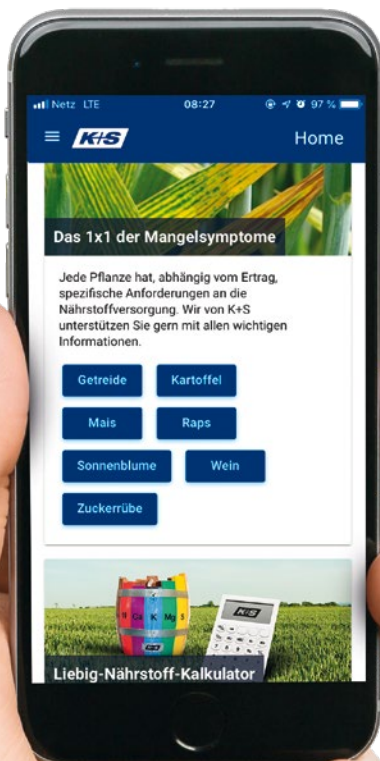 Netz LTE 08:27 97 %
K+S Home
Das 1x1 der Mangelsymptome
Jede Pflanze hat, abhängig vom Ertrag,
spezifische Anforderungen an die
Nährstoffversorgung. Wir von K+S
unterstützen Sie gern mit allen wichtigen
Informationen.
Getreide Kartoffel
Mais Raps
Sonnenblume Wein
Zuckerrübe
K Mg S
K+S
K+S
Liebig-Nährstoff-Kalkulator